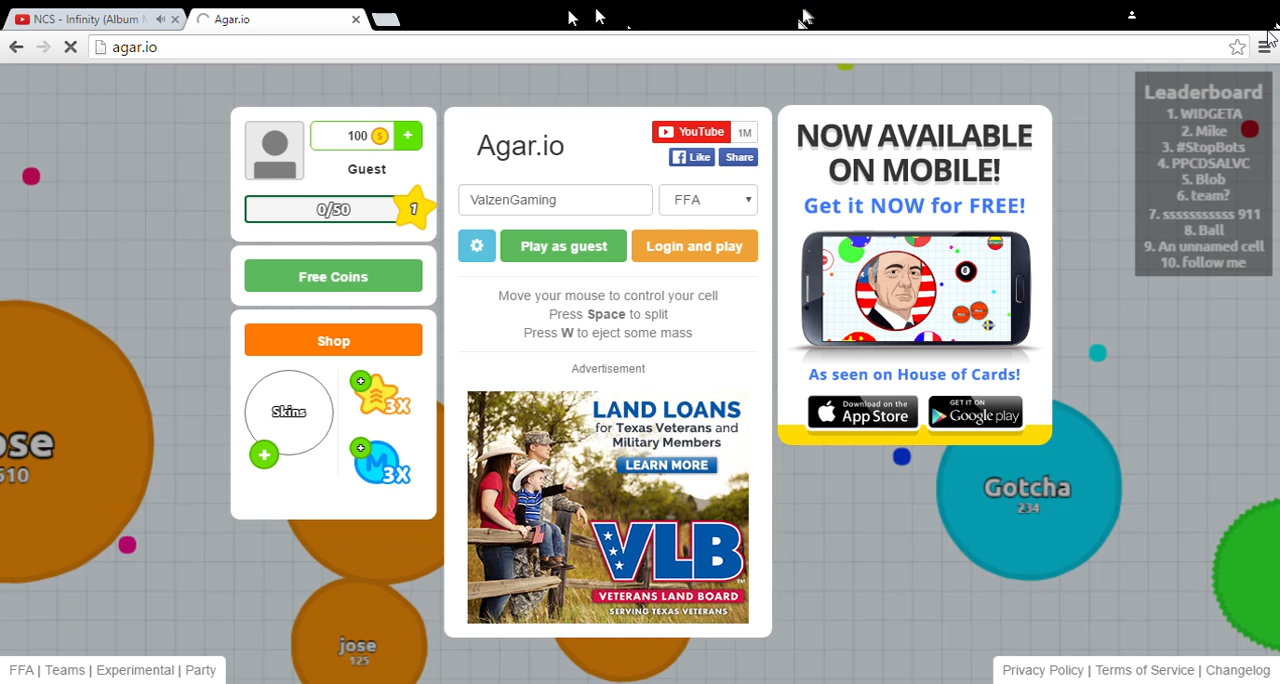 NCS - Infinity (Album M
Agar.io
agar.io
100
Guest
0/50
1
Free Coins
Shop
Skins
3X
M
3X
Agar.io
YouTube 1M
Like Share
ValzenGaming
FFA
Play as guest
Login and play
Move your mouse to control your cell
Press Space to split
Press W to eject some mass
Advertisement
LAND LOANS
for Texas Veterans and
Military Members
LEARN MORE
VLB
TM
VETERANS LAND BOARD
SERVING TEXAS VETERANS
NOW AVAILABLE
ON MOBILE!
Get it NOW for FREE!
8
As seen on House of Cards!
Download on the
App Store
GET IT ON
Google play
Leaderboard
1. WIDGETA
2. Mike
3. #StopBots
4. PPCDSALVC
5. Blob
6. team?
7. sssssssssss 911
8. Ball
9. An unnamed cell
10. follow me
ose
510
jose
125
Gotcha
234
FFA | Teams | Experimental | Party
Privacy Policy | Terms of Service | Changelog